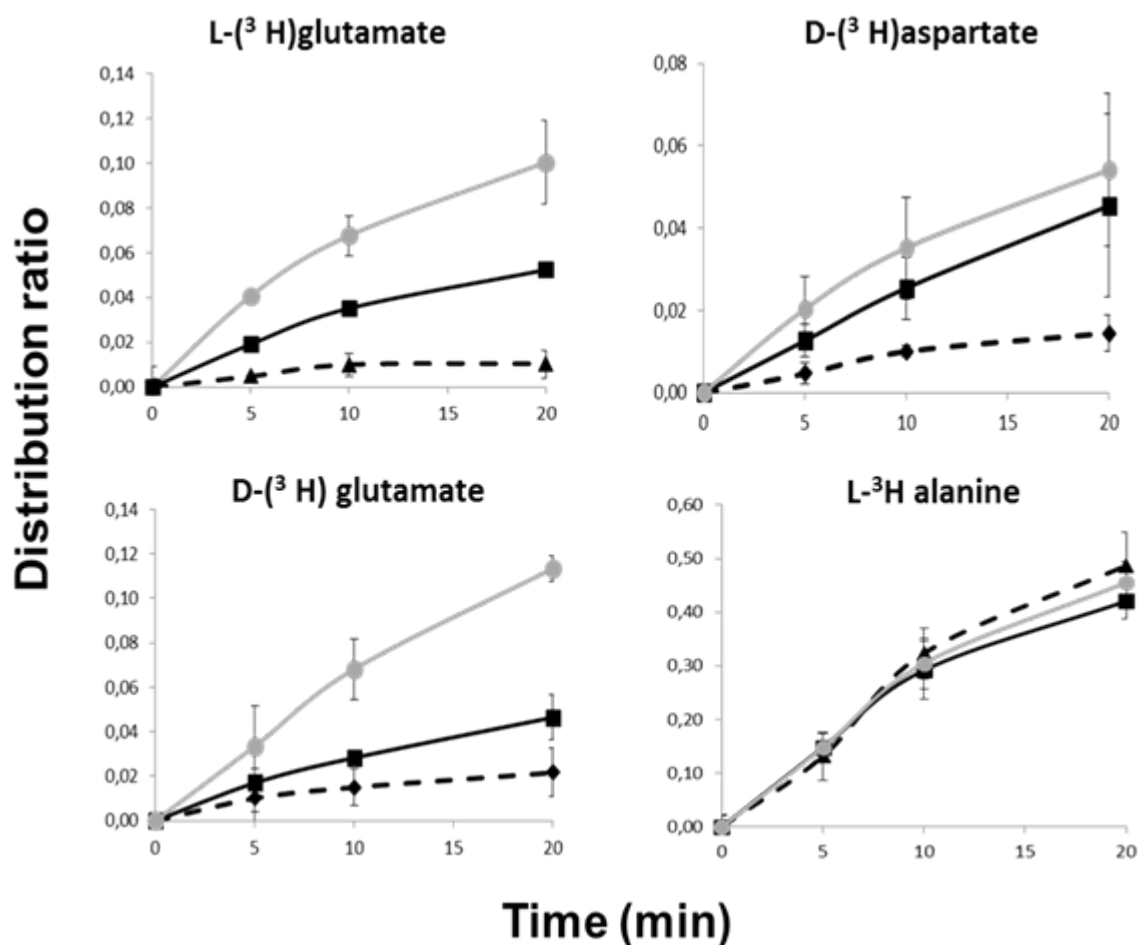 L-(³ H)glutamate
0,14
0,12
0,10
0,08
0,06
0,04
0,02
0,00
0 5 10 15 20
D-(³ H)aspartate
0,08
0,06
0,04
0,02
0,00
0 5 10 15 20
Distribution ratio
D-(³ H) glutamate
0,14
0,12
0,10
0,08
0,06
0,04
0,02
0,00
0 5 10 15 20
L-³H alanine
0,60
0,50
0,40
0,30
0,20
0,10
0,00
0 5 10 15 20
Time (min)